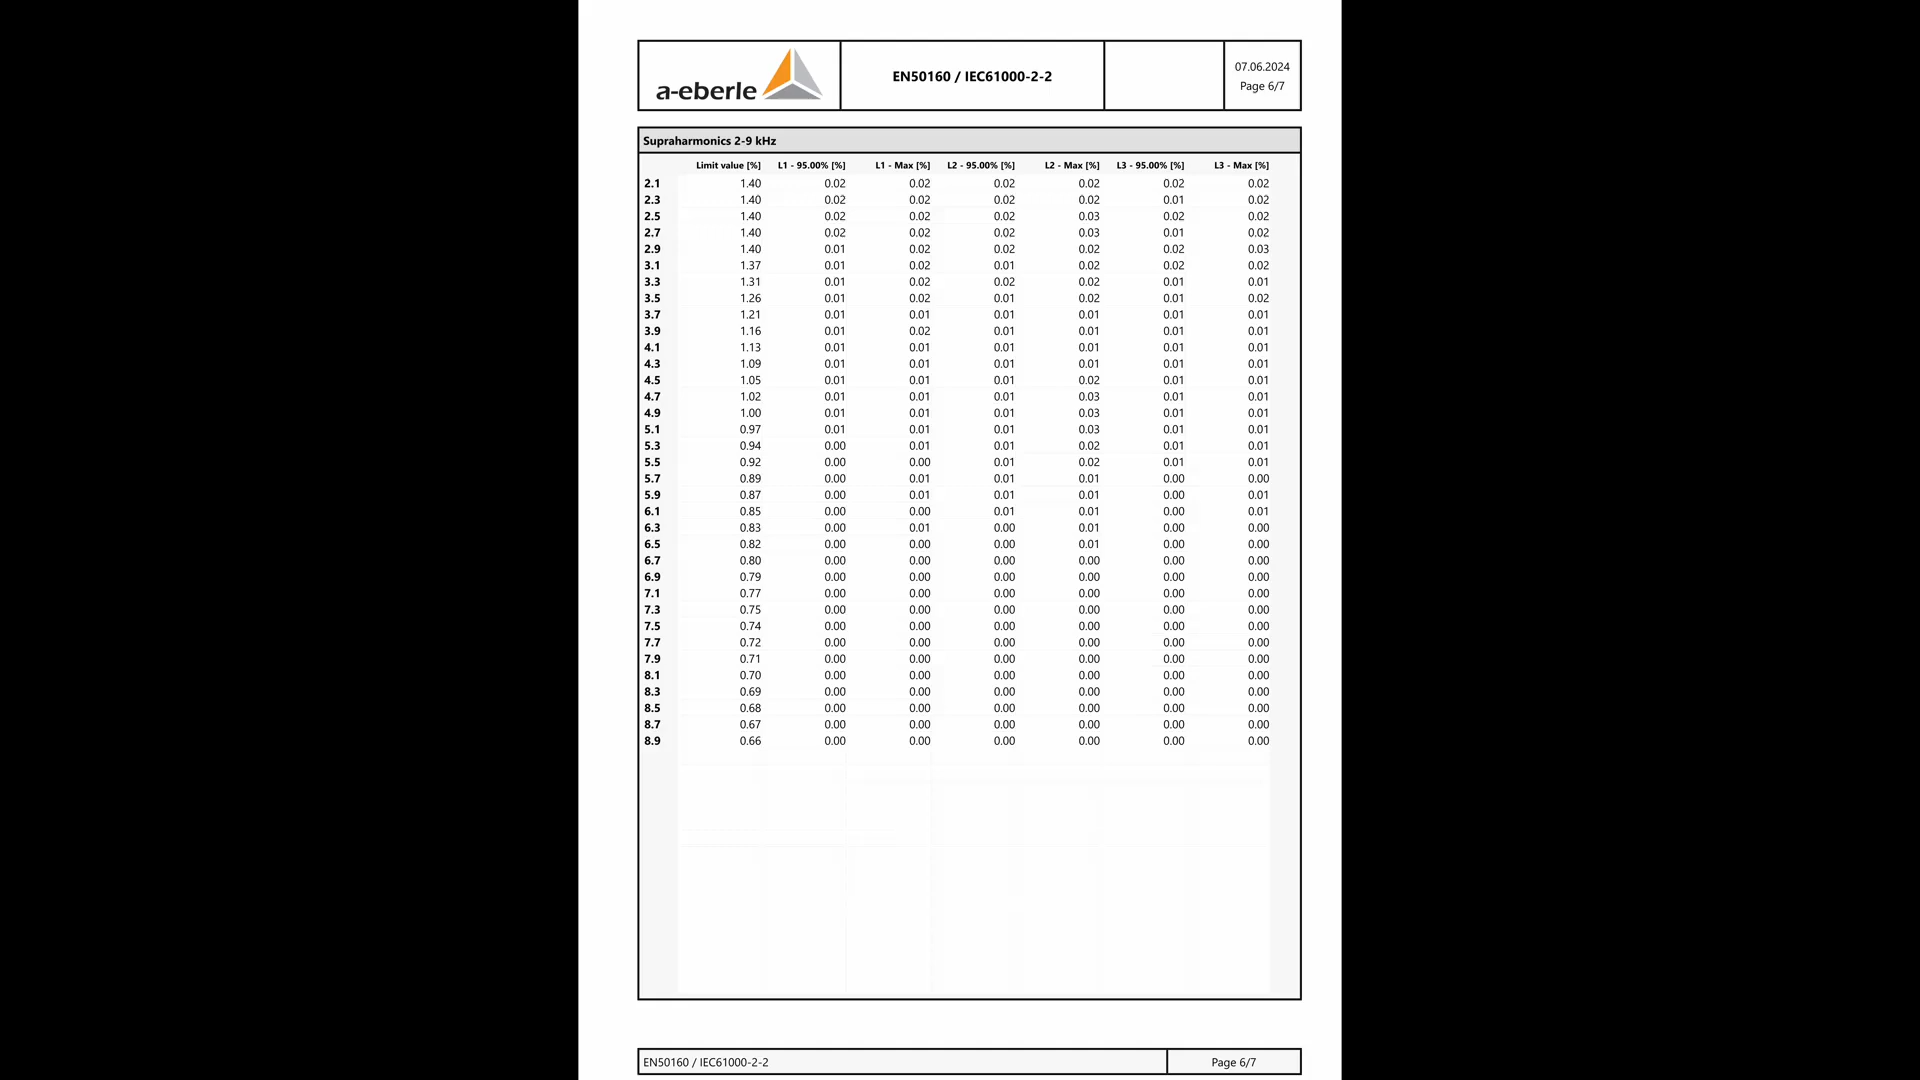 a-eberle
EN50160 / IEC61000-2-2
07.06.2024
Page 6/7
Supraharmonics 2-9 kHz
Limit value [%] L1 - 95.00% [%] L1 - Max [%] L2 - 95.00% [%] L2 - Max [%] L3 - 95.00% [%] L3 - Max [%]
2.1 1.40 0.02 0.02 0.02 0.02 0.02 0.02
2.3 1.40 0.02 0.02 0.02 0.02 0.01 0.02
2.5 1.40 0.02 0.02 0.02 0.03 0.02 0.02
2.7 1.40 0.02 0.02 0.02 0.03 0.01 0.02
2.9 1.40 0.01 0.02 0.02 0.02 0.02 0.03
3.1 1.37 0.01 0.02 0.01 0.02 0.02 0.02
3.3 1.31 0.01 0.02 0.02 0.02 0.01 0.01
3.5 1.26 0.01 0.02 0.01 0.02 0.01 0.02
3.7 1.21 0.01 0.01 0.01 0.01 0.01 0.01
3.9 1.16 0.01 0.02 0.01 0.01 0.01 0.01
4.1 1.13 0.01 0.01 0.01 0.01 0.01 0.01
4.3 1.09 0.01 0.01 0.01 0.01 0.01 0.01
4.5 1.05 0.01 0.01 0.01 0.02 0.01 0.01
4.7 1.02 0.01 0.01 0.01 0.03 0.01 0.01
4.9 1.00 0.01 0.01 0.01 0.03 0.01 0.01
5.1 0.97 0.01 0.01 0.01 0.03 0.01 0.01
5.3 0.94 0.00 0.01 0.01 0.02 0.01 0.01
5.5 0.92 0.00 0.00 0.01 0.02 0.01 0.01
5.7 0.89 0.00 0.01 0.01 0.01 0.00 0.00
5.9 0.87 0.00 0.01 0.01 0.01 0.00 0.01
6.1 0.85 0.00 0.00 0.01 0.01 0.00 0.01
6.3 0.83 0.00 0.01 0.00 0.01 0.00 0.00
6.5 0.82 0.00 0.00 0.00 0.01 0.00 0.00
6.7 0.80 0.00 0.00 0.00 0.00 0.00 0.00
6.9 0.79 0.00 0.00 0.00 0.00 0.00 0.00
7.1 0.77 0.00 0.00 0.00 0.00 0.00 0.00
7.3 0.75 0.00 0.00 0.00 0.00 0.00 0.00
7.5 0.74 0.00 0.00 0.00 0.00 0.00 0.00
7.7 0.72 0.00 0.00 0.00 0.00 0.00 0.00
7.9 0.71 0.00 0.00 0.00 0.00 0.00 0.00
8.1 0.70 0.00 0.00 0.00 0.00 0.00 0.00
8.3 0.69 0.00 0.00 0.00 0.00 0.00 0.00
8.5 0.68 0.00 0.00 0.00 0.00 0.00 0.00
8.7 0.67 0.00 0.00 0.00 0.00 0.00 0.00
8.9 0.66 0.00 0.00 0.00 0.00 0.00 0.00
EN50160 / IEC61000-2-2 Page 6/7